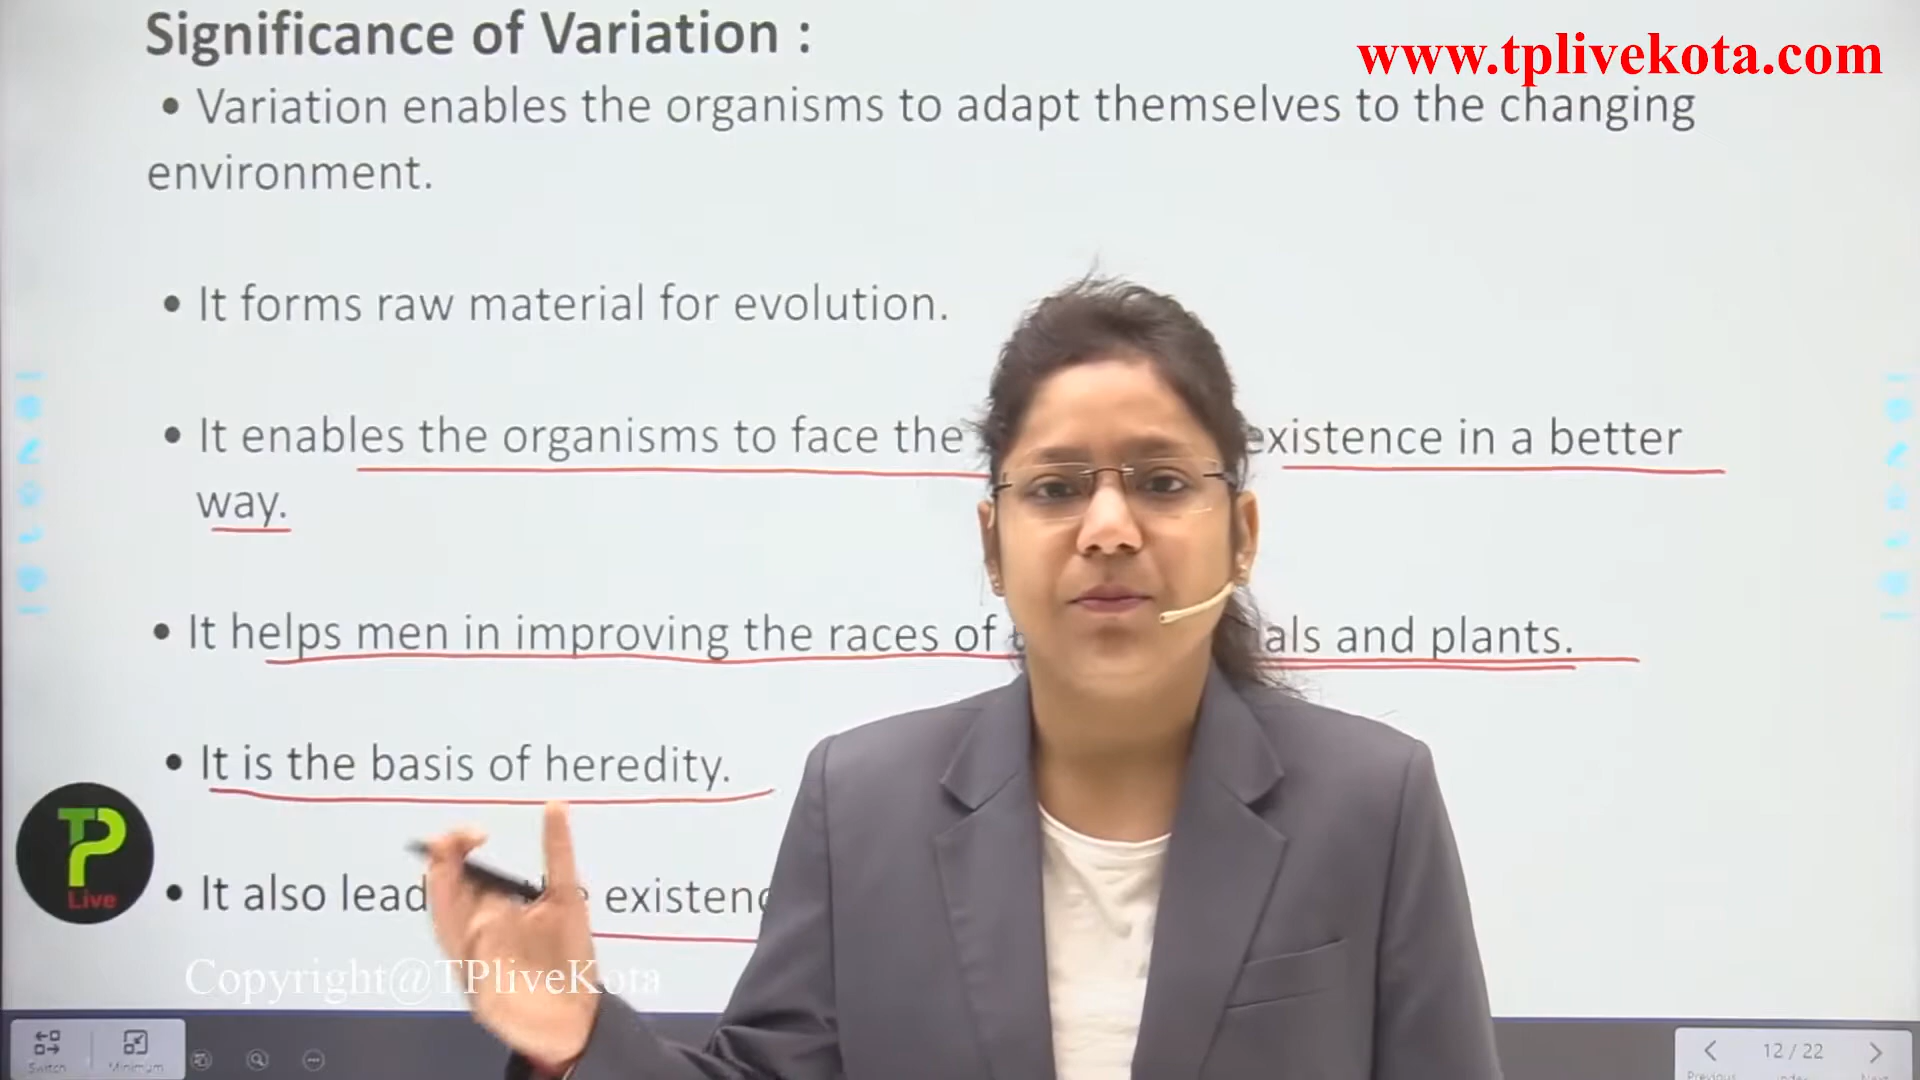 Significance of Variation :
www.tplivekota.com
• Variation enables the organisms to adapt themselves to the changing
environment.
• It forms raw material for evolution.
• It enables the organisms to face the existence in a better
way.
• It helps men in improving the races of and plants.
• It is the basis of heredity.
• It also
TP
Live
Copyright@TPliveKota
Switch
Minimum
12 / 22
Previous